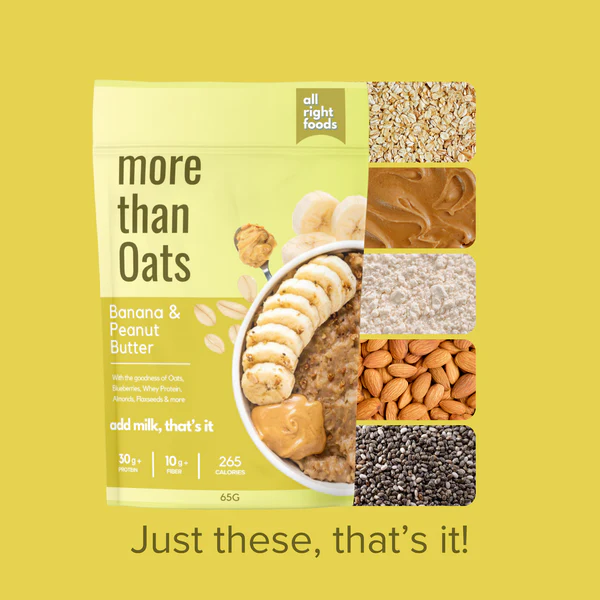 all
right
foods
more
than
Oats
Banana &
Peanut
Butter
With the goodness of Oats,
Blueberries, Whey Protein,
Almonds, Flaxseeds & more
add milk, that's it
30g+ 10g+ 265
PROTEIN FIBER CALORIES
65G
Just these, that's it!